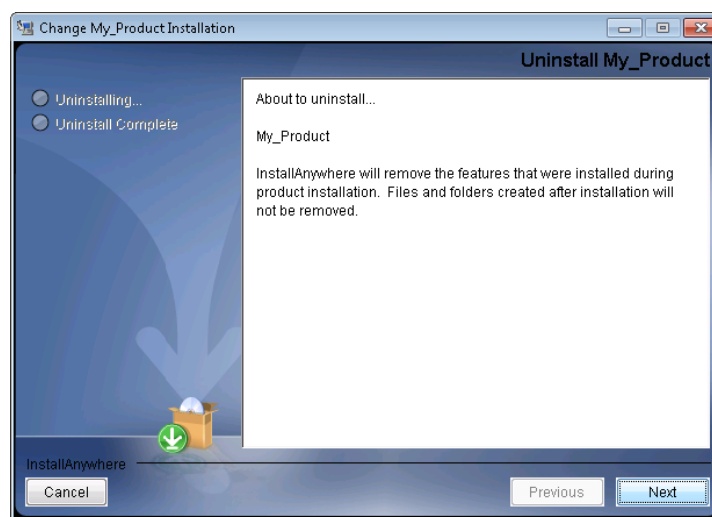 Change My_Product Installation
Uninstall My_Product
Uninstalling...
Uninstall Complete
About to uninstall...
My_Product
InstallAnywhere will remove the features that were installed during
product installation.  Files and folders created after installation will
not be removed.
InstallAnywhere
Cancel
Previous
Next